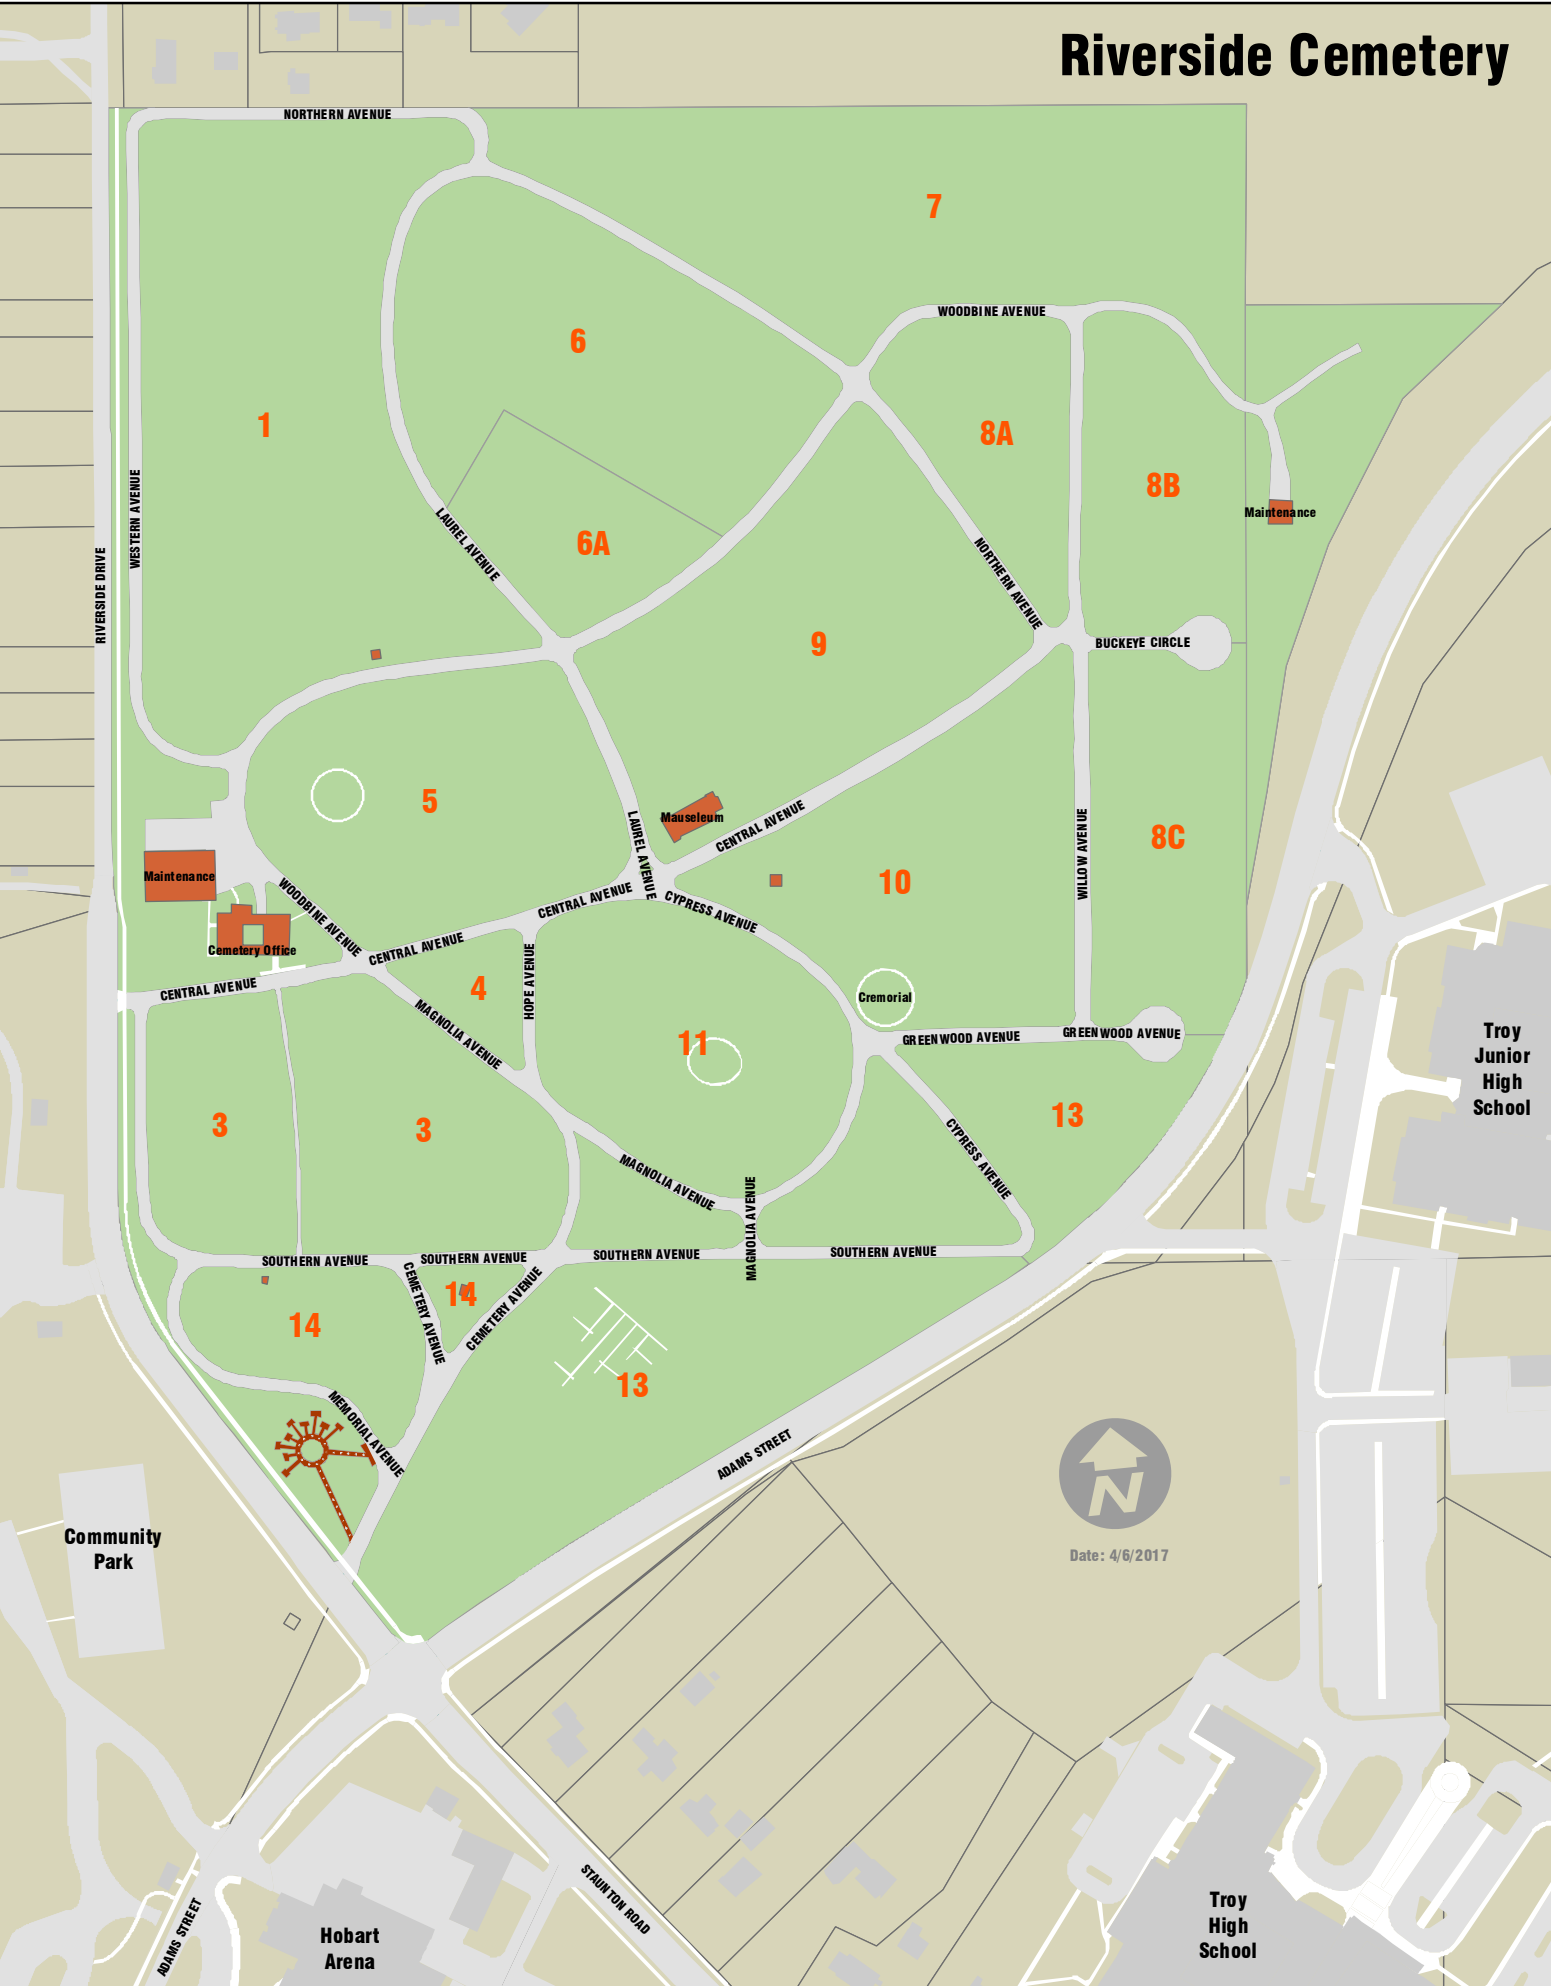 Riverside Cemetery
NORTHERN AVENUE
7
WOODBINE AVENUE
6
1
8A
8B
WESTERN AVENUE
LAUREL AVENUE
Maintenance
6A
NORTHERN AVENUE
RIVERSIDE DRIVE
9
BUCKEYE CIRCLE
5
Mauseleum
CENTRAL AVENUE
LAUREL AVENUE
WILLOW AVENUE
8C
Maintenance
10
WOODBINE AVENUE
CENTRAL AVENUE
CYPRESS AVENUE
Cemetery Office
CENTRAL AVENUE
CENTRAL AVENUE
4
HOPE AVENUE
Cremorial
MAGNOLIA AVENUE
11
GREENWOOD AVENUE
GREENWOOD AVENUE
Troy
Junior
High
School
3
3
13
CYPRESS AVENUE
MAGNOLIA AVENUE
MAGNOLIA AVENUE
SOUTHERN AVENUE
SOUTHERN AVENUE
SOUTHERN AVENUE
SOUTHERN AVENUE
CEMETERY AVENUE
14
CEMETERY AVENUE
14
13
MEMORIAL AVENUE
ADAMS STREET
N
Date: 4/6/2017
Community
Park
STAUNTON ROAD
ADAMS STREET
Hobart
Arena
Troy
High
School